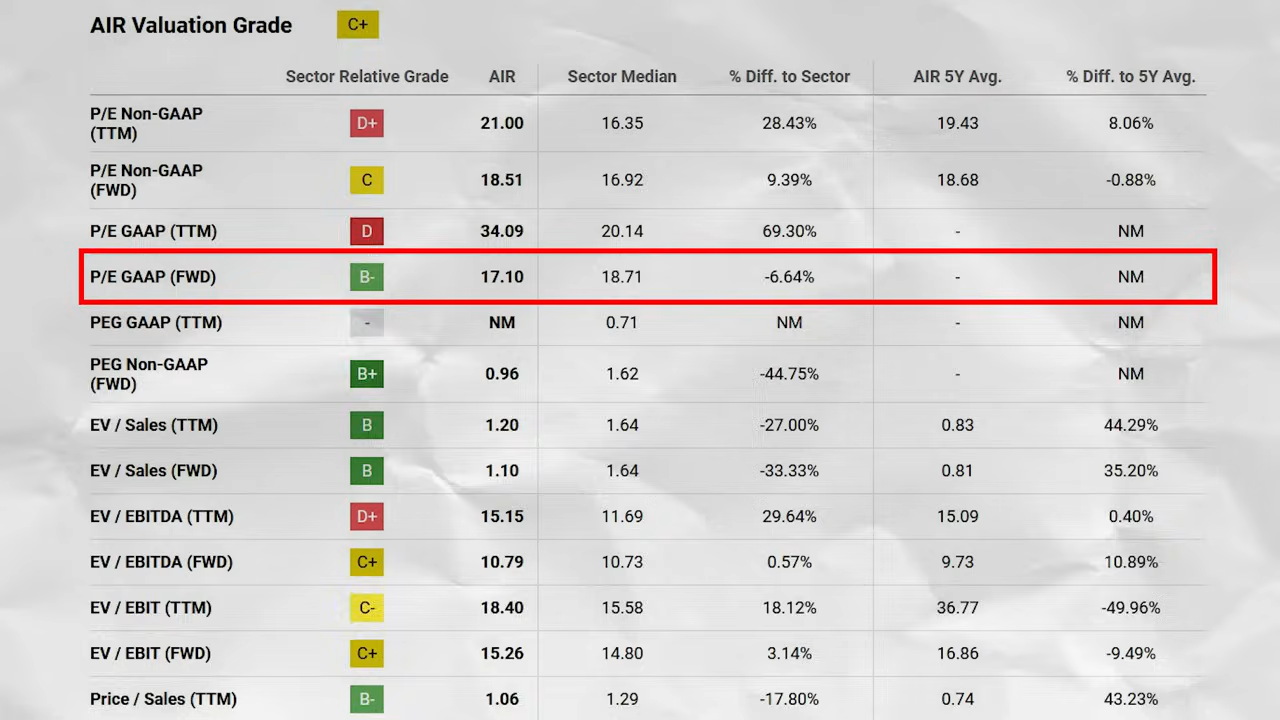 AIR Valuation Grade C+
Sector Relative Grade AIR Sector Median % Diff. to Sector AIR 5Y Avg. % Diff. to 5Y Avg.
P/E Non-GAAP
(TTM) D+ 21.00 16.35 28.43% 19.43 8.06%
P/E Non-GAAP
(FWD) C 18.51 16.92 9.39% 18.68 -0.88%
P/E GAAP (TTM) D 34.09 20.14 69.30% - NM
P/E GAAP (FWD) B- 17.10 18.71 -6.64% - NM
PEG GAAP (TTM) - NM 0.71 NM - NM
PEG Non-GAAP
(FWD) B+ 0.96 1.62 -44.75% - NM
EV / Sales (TTM) B 1.20 1.64 -27.00% 0.83 44.29%
EV / Sales (FWD) B 1.10 1.64 -33.33% 0.81 35.20%
EV / EBITDA (TTM) D+ 15.15 11.69 29.64% 15.09 0.40%
EV / EBITDA (FWD) C+ 10.79 10.73 0.57% 9.73 10.89%
EV / EBIT (TTM) C- 18.40 15.58 18.12% 36.77 -49.96%
EV / EBIT (FWD) C+ 15.26 14.80 3.14% 16.86 -9.49%
Price / Sales (TTM) B- 1.06 1.29 -17.80% 0.74 43.23%